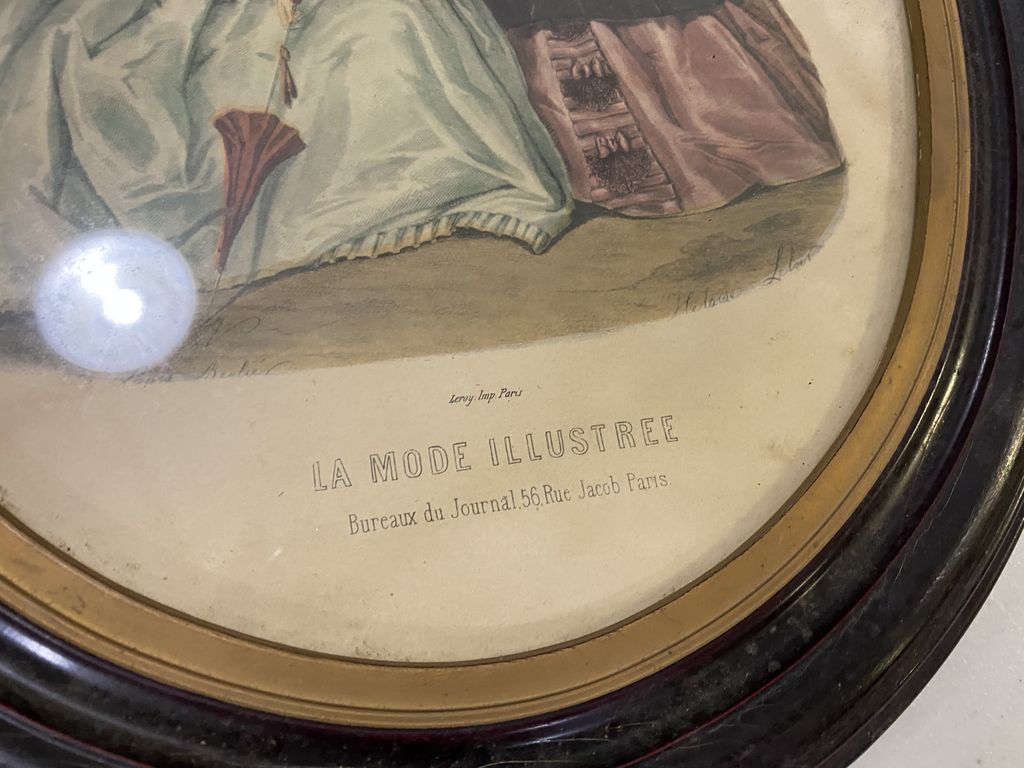 Leroy. Imp. Paris
LA MODE ILLUSTREE
Bureaux du Journal, 56, Rue Jacob Paris.